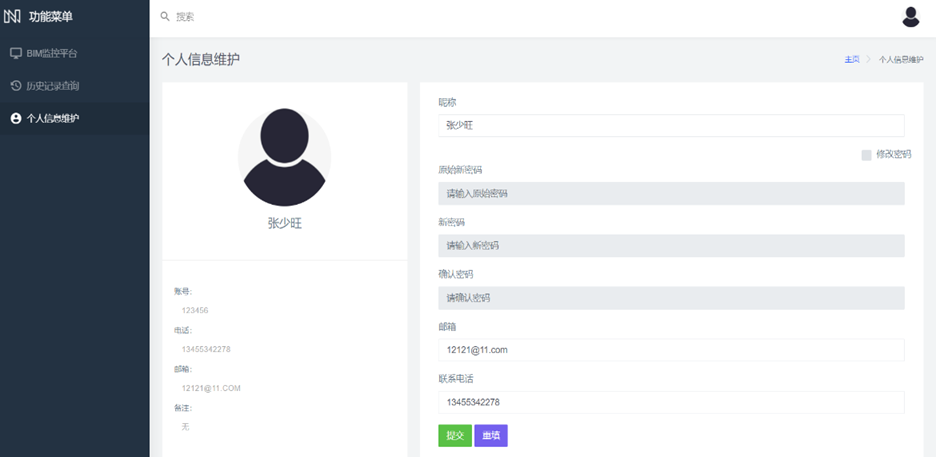 功能菜单
搜索
BIM监控平台
历史记录查询
个人信息维护
个人信息维护
主页 > 个人信息维护
张少旺
账号:
123456
电话:
13455342278
邮箱:
12121@11.COM
备注:
无
昵称
张少旺
修改密码
原始新密码
请输入原始密码
新密码
请输入新密码
确认密码
请确认密码
邮箱
12121@11.com
联系电话
13455342278
提交 重填